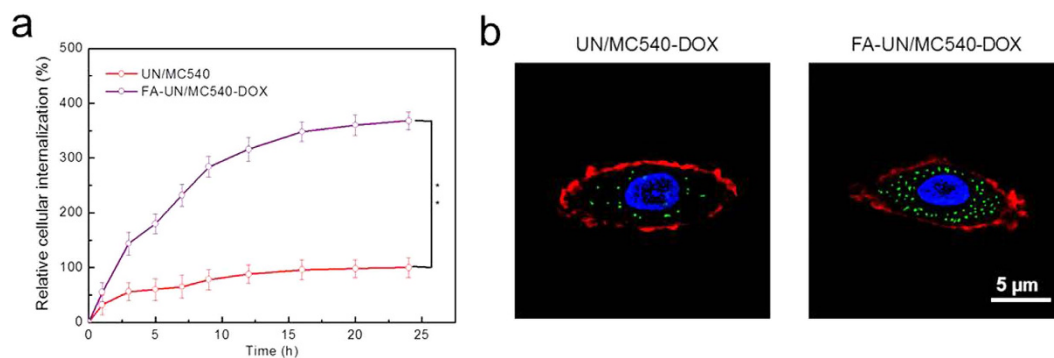 a
500
400
300
200
100
0
Relative cellular internalization (%)
UN/MC540
FA-UN/MC540-DOX
**
0 5 10 15 20 25
Time (h)
b
UN/MC540-DOX
FA-UN/MC540-DOX
5 µm